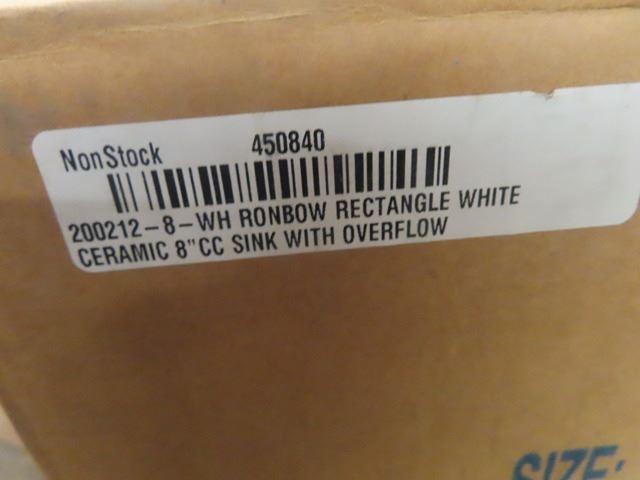 NonStock 450840
200212-8-WH RONBOW RECTANGLE WHITE
CERAMIC 8"CC SINK WITH OVERFLOW
SIZE: